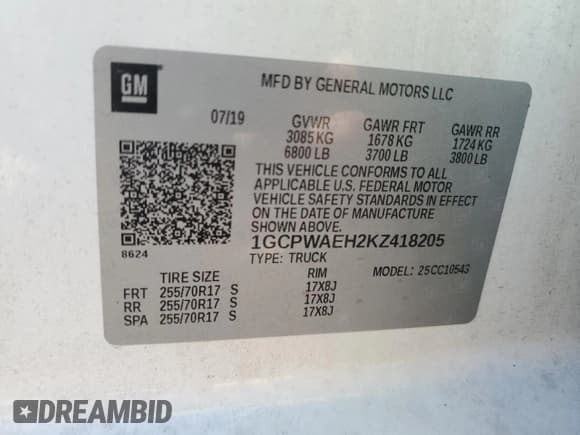 GM
MFD BY GENERAL MOTORS LLC
07/19 GVWR GAWR FRT GAWR RR
3085 KG 1678 KG 1724 KG
6800 LB 3700 LB 3800 LB
THIS VEHICLE CONFORMS TO ALL
APPLICABLE U.S. FEDERAL MOTOR
VEHICLE SAFETY STANDARDS IN EFFECT
ON THE DATE OF MANUFACTURE
SHOWN ABOVE.
1GCPWAEH2KZ418205
8624
TYPE: TRUCK MODEL: 25CC10543
TIRE SIZE RIM
FRT 255/70R17 S 17X8J
RR 255/70R17 S 17X8J
SPA 255/70R17 S 17X8J
DREAMBID